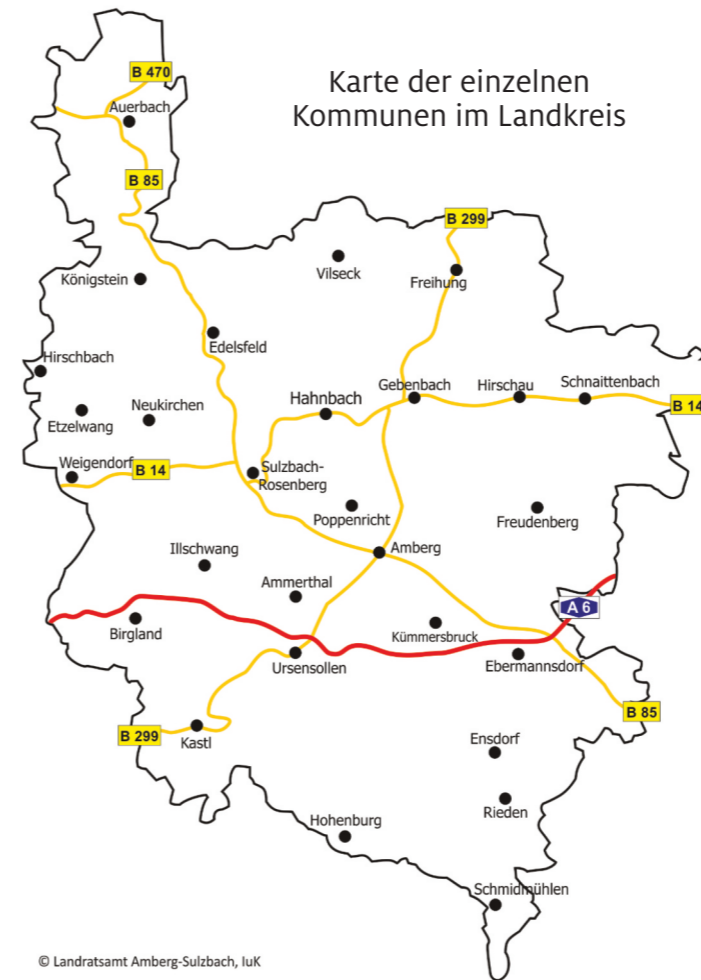 Karte der einzelnen
Kommunen im Landkreis
B 470
Auerbach
B 85
B 299
Vilseck
Freihung
Königstein
Edelsfeld
Hirschbach
Gebenbach
Hirschau
Schnaittenbach
Hahnbach
Neukirchen
B 14
Etzelwang
Weigendorf
B 14
Sulzbach-
Rosenberg
Poppenricht
Freudenberg
Illschwang
Amberg
Ammerthal
A 6
Birgland
Kümmersbruck
Ursensollen
Ebermannsdorf
B 85
B 299
Kastl
Ensdorf
Rieden
Hohenburg
Schmidmühlen
© Landratsamt Amberg-Sulzbach, IuK